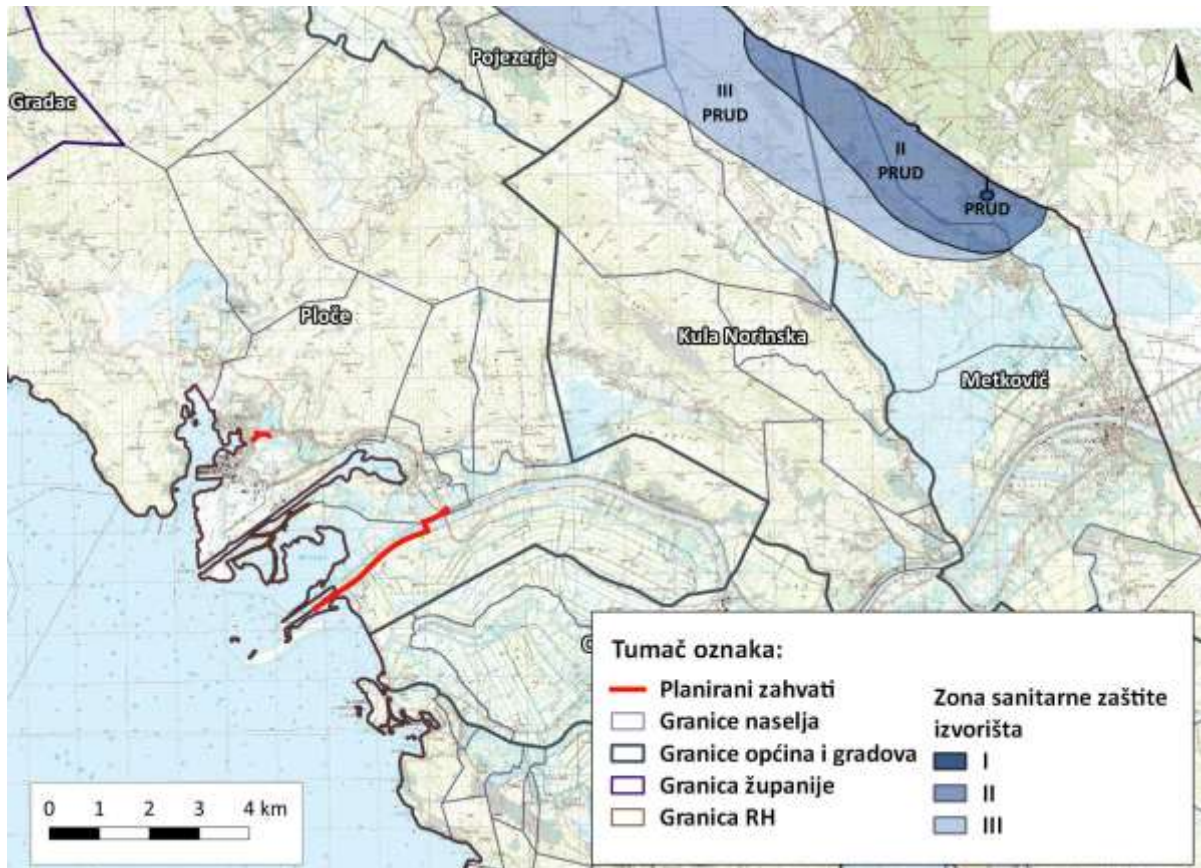 Pojezerje
Gradac
III
PRUD
II
PRUD
PRUD
Ploče
Kula Norinska
Metković
Tumač oznaka:
Planirani zahvati
Granice naselja
Granice općina i gradova
Granica županije
Granica RH
Zona sanitarne zaštite
izvorišta
I
II
III
0 1 2 3 4 km